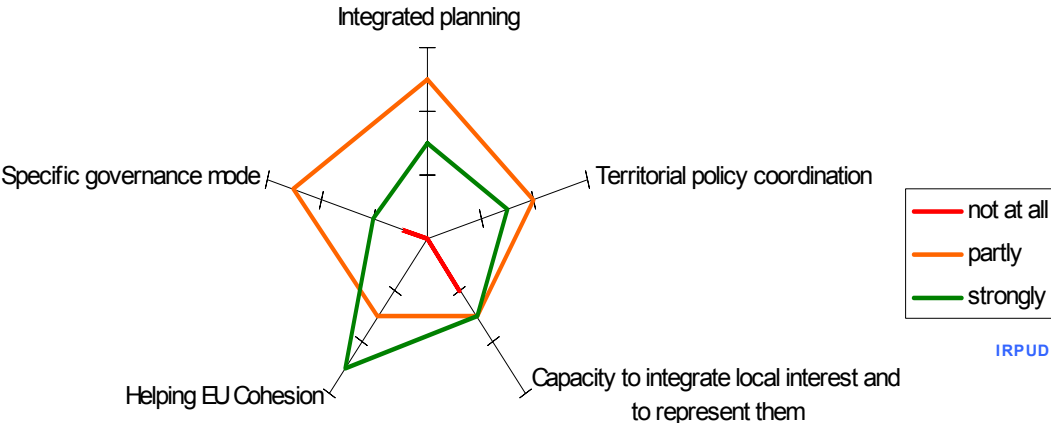 Integrated planning
Specific governance mode
Territorial policy coordination
not at all
partly
strongly
IRPUD
Helping EU Cohesion
Capacity to integrate local interest and
to represent them